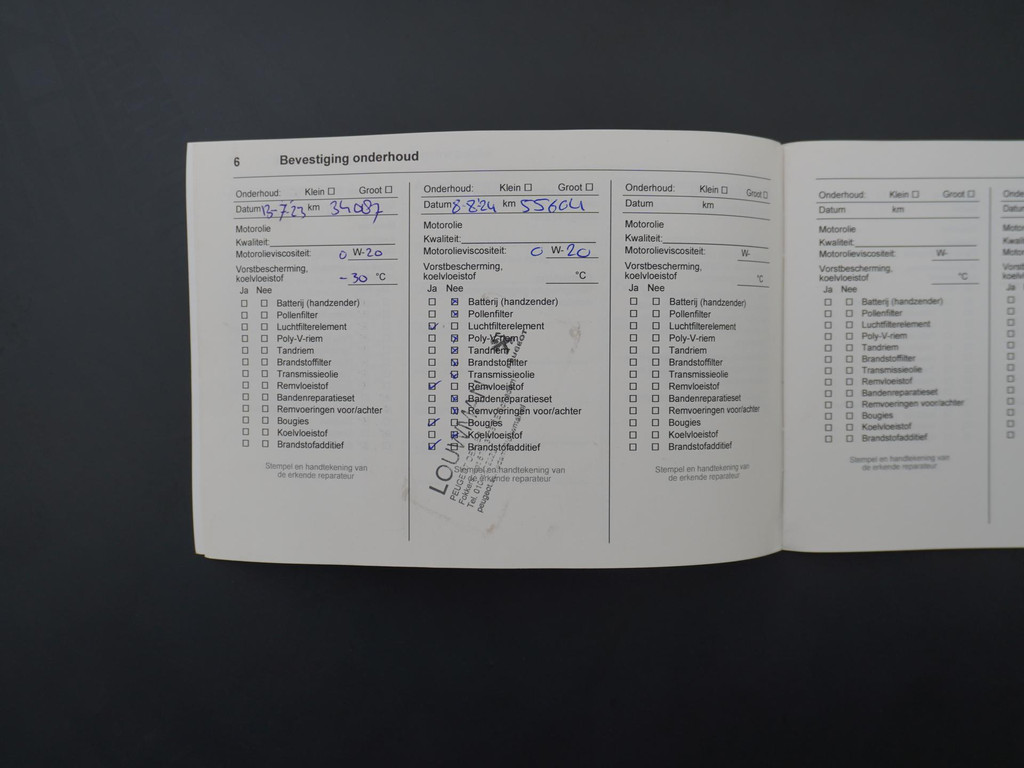 6 Bevestiging onderhoud
Onderhoud: Klein Groot
Datum 13-7-'23 km 34087
Motorolie
Kwaliteit:
Motorolieviscositeit: 0 W-20
Vorstbescherming,
koelvloeistof -30 °C
Ja Nee
Batterij (handzender)
Pollenfilter
Luchtfilterelement
Poly-V-riem
Tandriem
Brandstoffilter
Transmissieolie
Remvloeistof
Bandenreparatieset
Remvoeringen voor/achter
Bougies
Koelvloeistof
Brandstofadditief
Stempel en handtekening van
de erkende reparateur
Onderhoud: Klein Groot
Datum 8-8-'24 km 55604
Motorolie
Kwaliteit:
Motorolieviscositeit: 0 W-20
Vorstbescherming,
koelvloeistof °C
Ja Nee
Batterij (handzender)
Pollenfilter
Luchtfilterelement
Poly-V-riem
Tandriem
Brandstoffilter
Transmissieolie
Remvloeistof
Bandenreparatieset
Remvoeringen voor/achter
Bougies
Koelvloeistof
Brandstofadditief
Stempel en handtekening van
de erkende reparateur
PEUGEOT
Onderhoud: Klein Groot
Datum km
Motorolie
Kwaliteit:
Motorolieviscositeit: W-
Vorstbescherming,
koelvloeistof °C
Ja Nee
Batterij (handzender)
Pollenfilter
Luchtfilterelement
Poly-V-riem
Tandriem
Brandstoffilter
Transmissieolie
Remvloeistof
Bandenreparatieset
Remvoeringen voor/achter
Bougies
Koelvloeistof
Brandstofadditief
Stempel en handtekening van
de erkende reparateur
Onderhoud: Klein Groot
Datum km
Motorolie
Kwaliteit:
Motorolieviscositeit: W-
Vorstbescherming,
koelvloeistof °C
Ja Nee
Batterij (handzender)
Pollenfilter
Luchtfilterelement
Poly-V-riem
Tandriem
Brandstoffilter
Transmissieolie
Remvloeistof
Bandenreparatieset
Remvoeringen voor/achter
Bougies
Koelvloeistof
Brandstofadditief
Stempel en handtekening van
de erkende reparateur